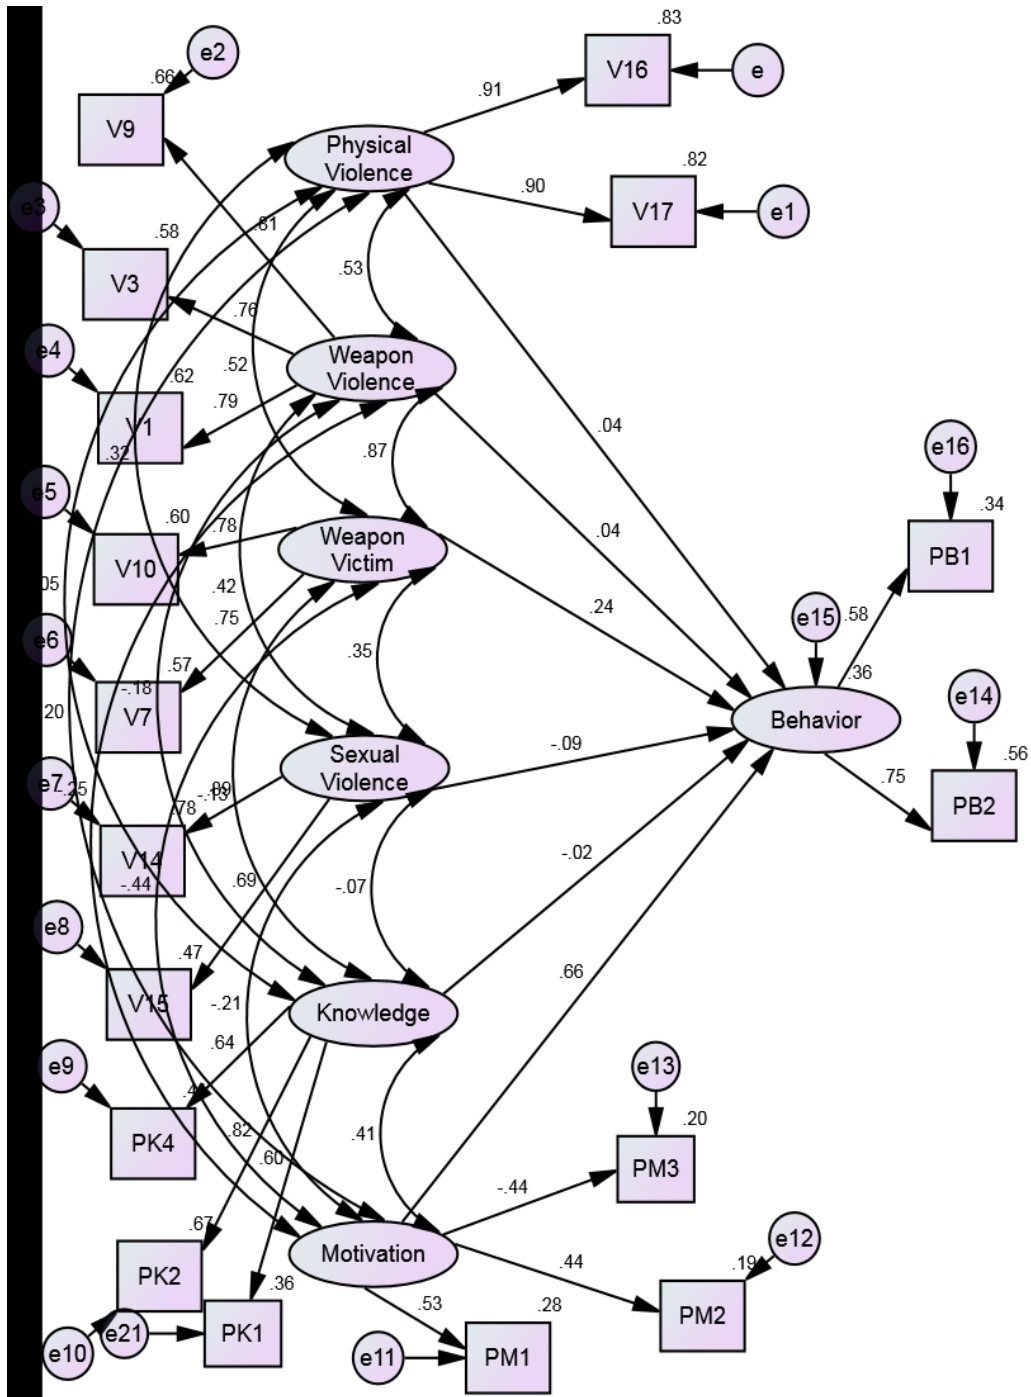 .83
e2
V16
e
.66
.91
V9
Physical
Violence
.82
.90
V17
e1
e3
.58
.81
.53
V3
.76
e4
Weapon
Violence
.52
.62
.79
V1
.04
.87
.32
e16
e5
.34
.60
.78
Weapon
Victim
.04
PB1
V10
.42
.24
e15
.58
.75
e6
.57
.35
.36
-.18
e14
V7
.20
Behavior
Sexual
Violence
-.09
.56
.75
e7
.25
.78
PB2
V14
-.02
-.44
.69
-.07
e8
.47
.66
V15
-.21
Knowledge
.64
e9
e13
.20
PK4
.82
.41
.60
PM3
-.44
.67
e12
Motivation
.19
PK2
.44
.36
.53
.28
PM2
e21
PK1
e10
e11
PM1